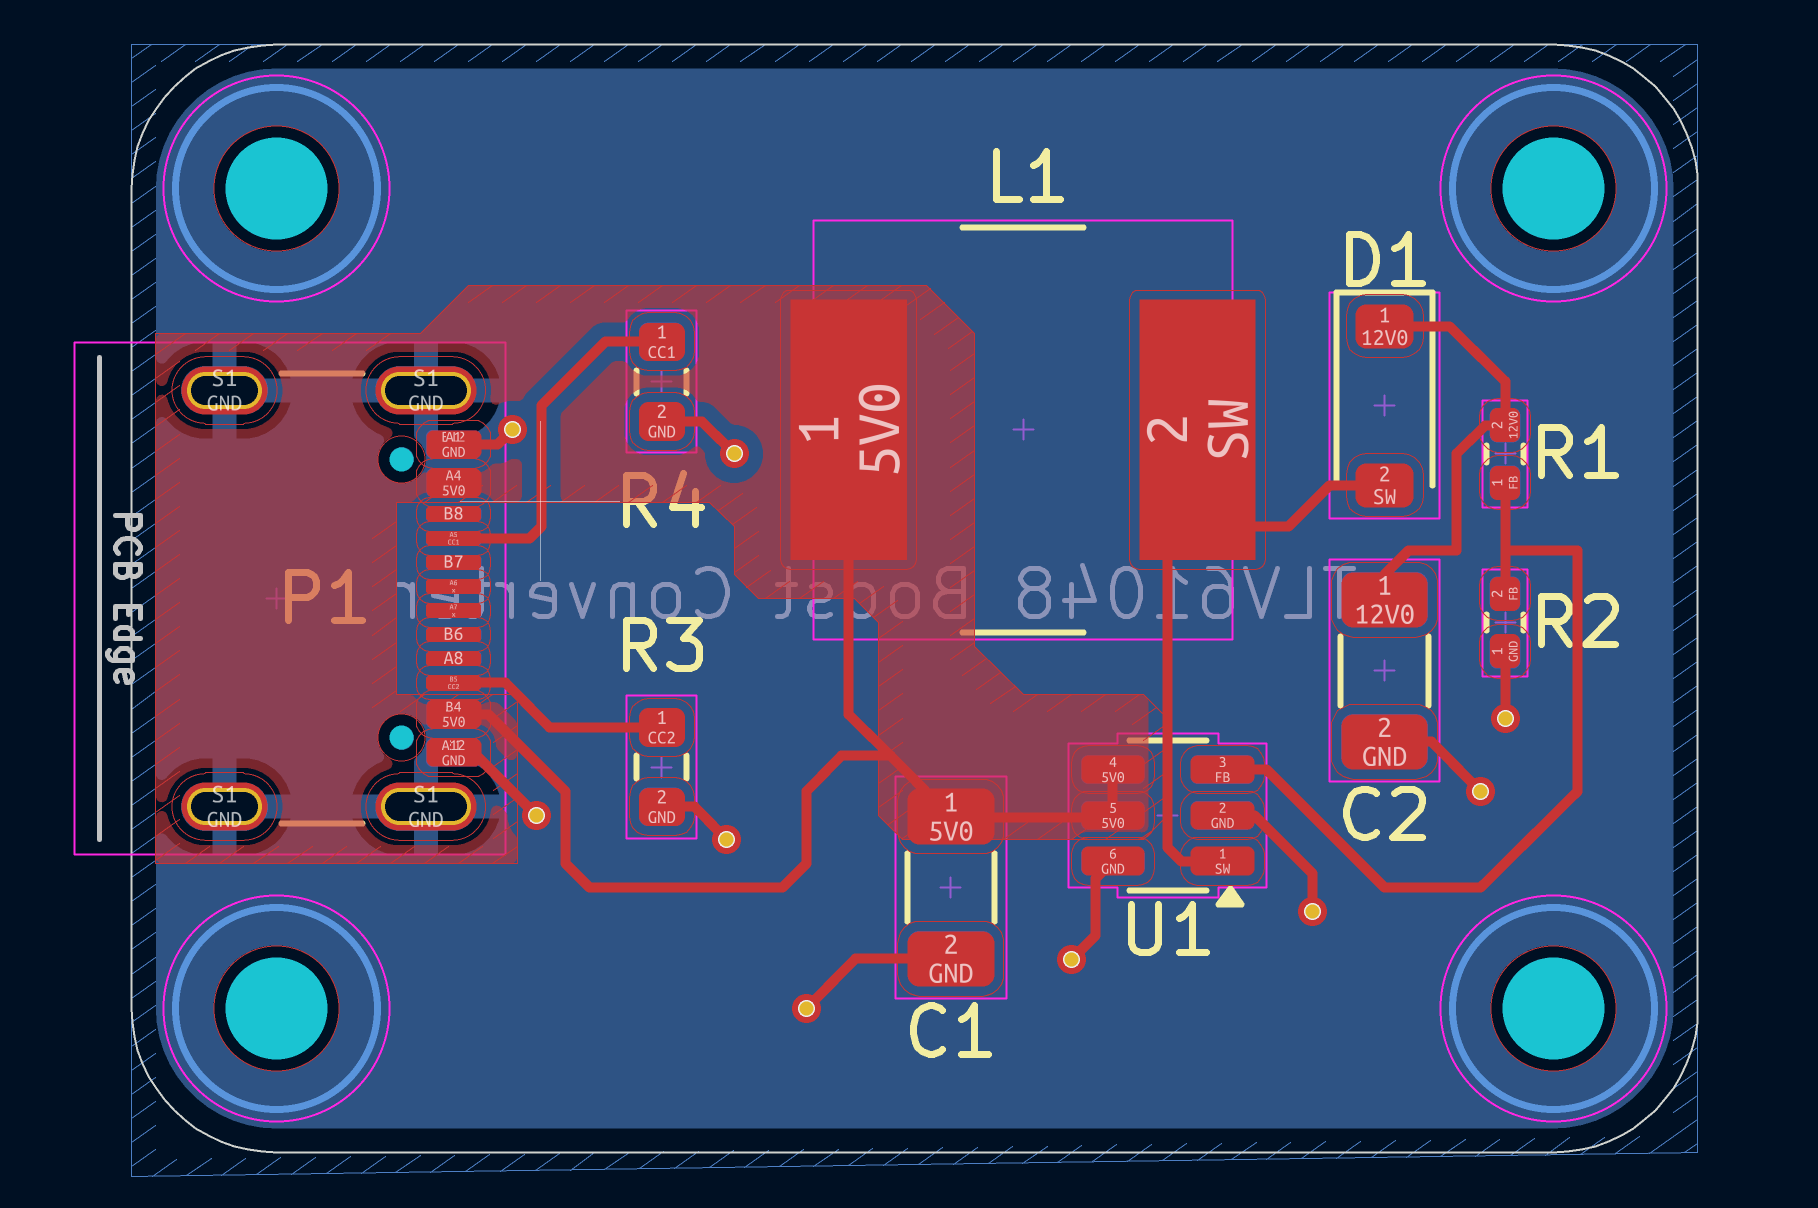 L1
D1
1
12V0
2
SW
1
5V0
2
SW
S1
GND
S1
GND
1
CC1
2
GND
R4
GND
A4
5V0
B8
A5
CC1
B7
A6
x
A7
x
B6
A8
B5
CC2
B4
5V0
GND
P1
PCB Edge
TLV61048 Boost Converter
R3
1
CC2
2
GND
S1
GND
S1
GND
2
12V0
1
FB
R1
2
FB
1
GND
R2
1
12V0
2
GND
C2
4
5V0
5
5V0
6
GND
3
FB
2
GND
1
SW
U1
1
5V0
2
GND
C1